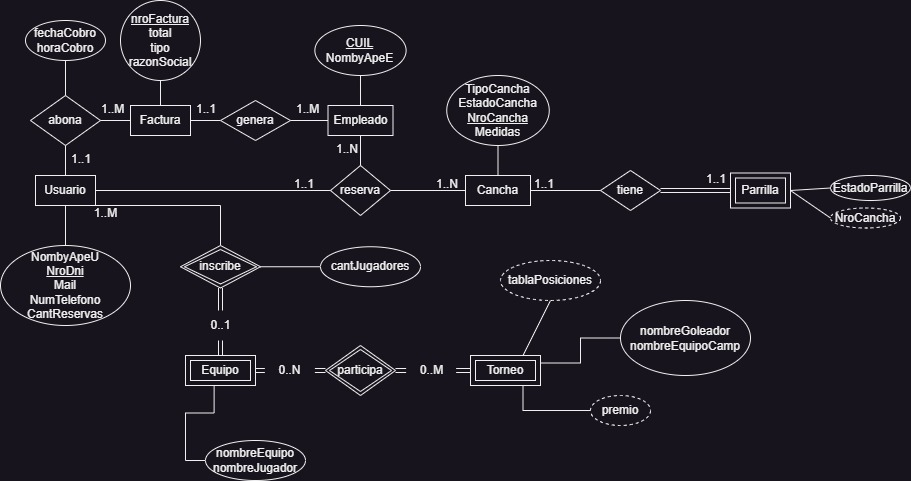 nroFactura
total
tipo
razonSocial
fechaCobro
horaCobro
CUIL
NombyApeE
abona
1..M
Factura
1..1
genera
1..M
Empleado
TipoCancha
EstadoCancha
NroCancha
Medidas
1..1
1..N
Usuario
1..1
reserva
1..N
Cancha
1..1
tiene
1..1
Parrilla
EstadoParrilla
NroCancha
1..M
NombyApeU
NroDni
Mail
NumTelefono
CantReservas
inscribe
cantJugadores
tablaPosiciones
0..1
nombreGoleador
nombreEquipoCamp
Equipo
0..N
participa
0..M
Torneo
premio
nombreEquipo
nombreJugador